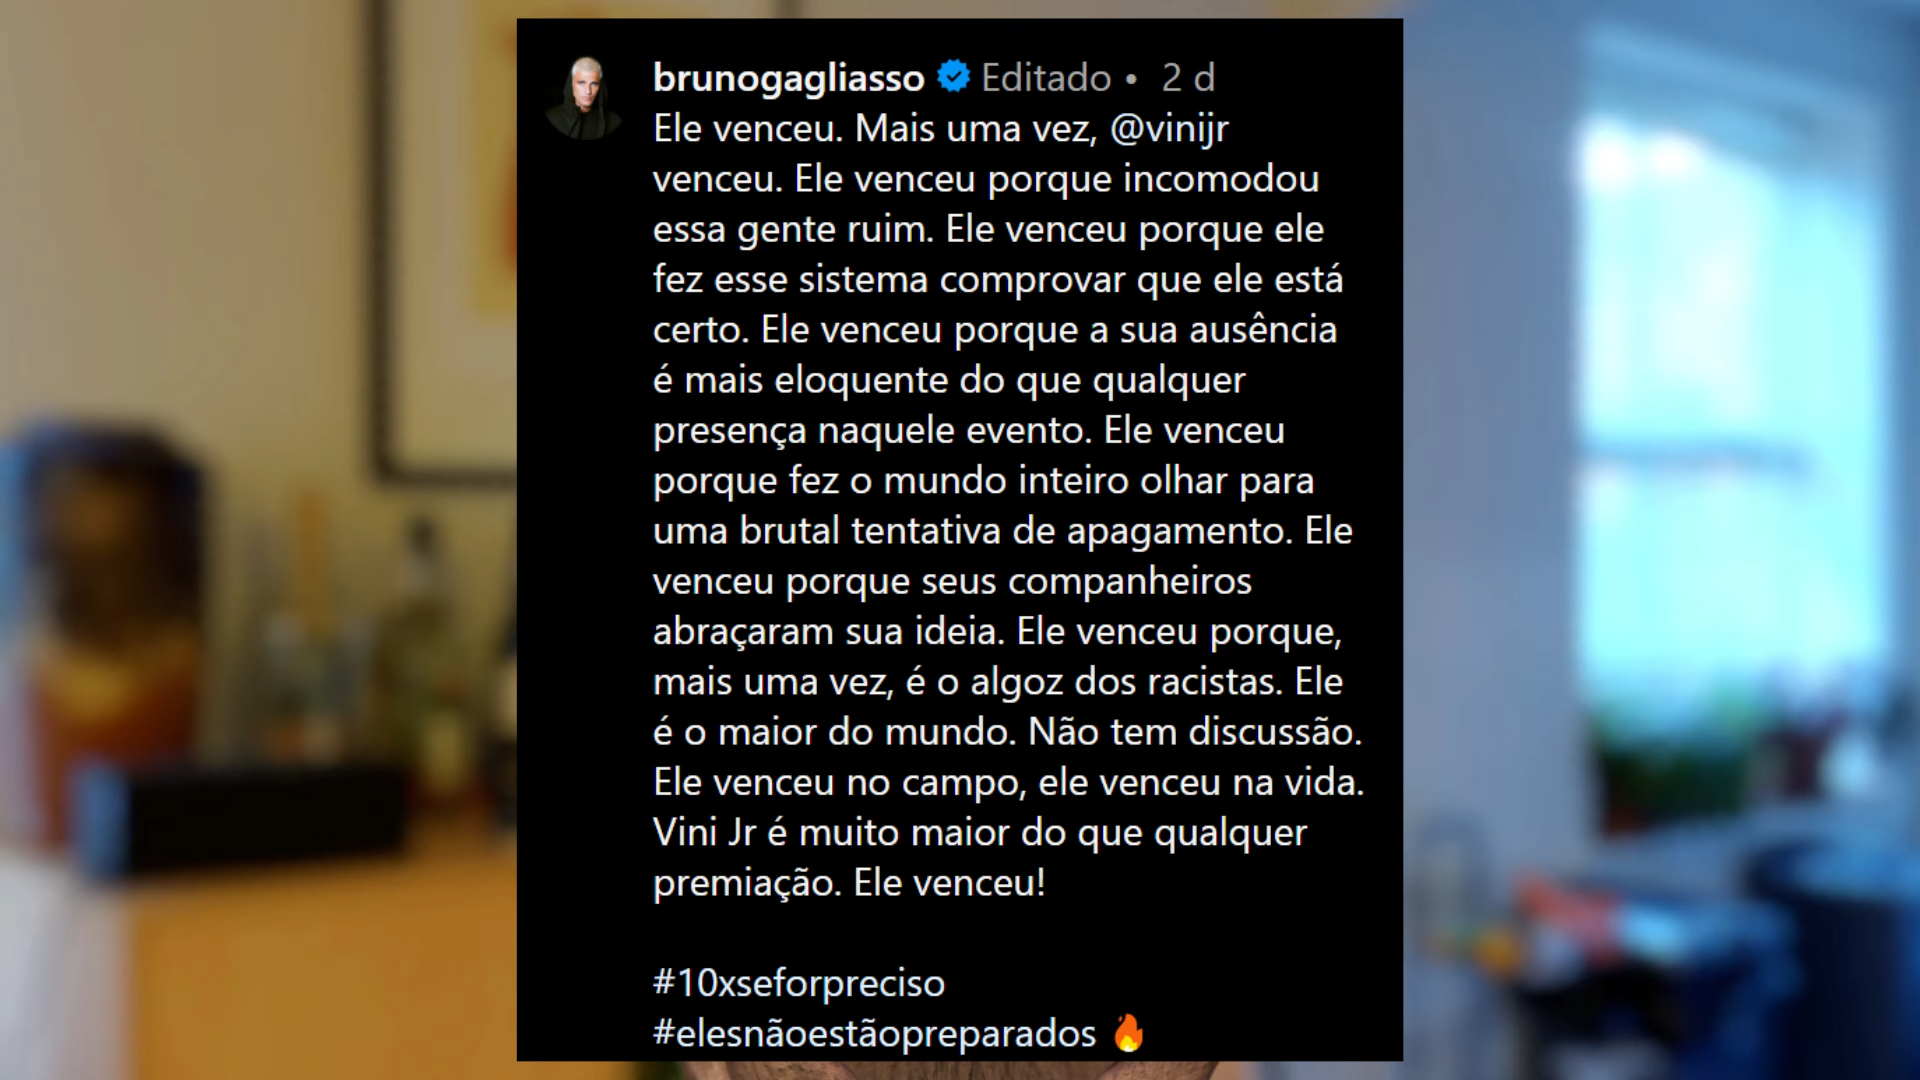 brunogagliasso Editado • 2 d
Ele venceu. Mais uma vez, @vinijr
venceu. Ele venceu porque incomodou
essa gente ruim. Ele venceu porque ele
fez esse sistema comprovar que ele está
certo. Ele venceu porque a sua ausência
é mais eloquente do que qualquer
presença naquele evento. Ele venceu
porque fez o mundo inteiro olhar para
uma brutal tentativa de apagamento. Ele
venceu porque seus companheiros
abraçaram sua ideia. Ele venceu porque,
mais uma vez, é o algoz dos racistas. Ele
é o maior do mundo. Não tem discussão.
Ele venceu no campo, ele venceu na vida.
Vini Jr é muito maior do que qualquer
premiação. Ele venceu!
#10xseforpreciso
#elesnãoestãopreparados 🔥